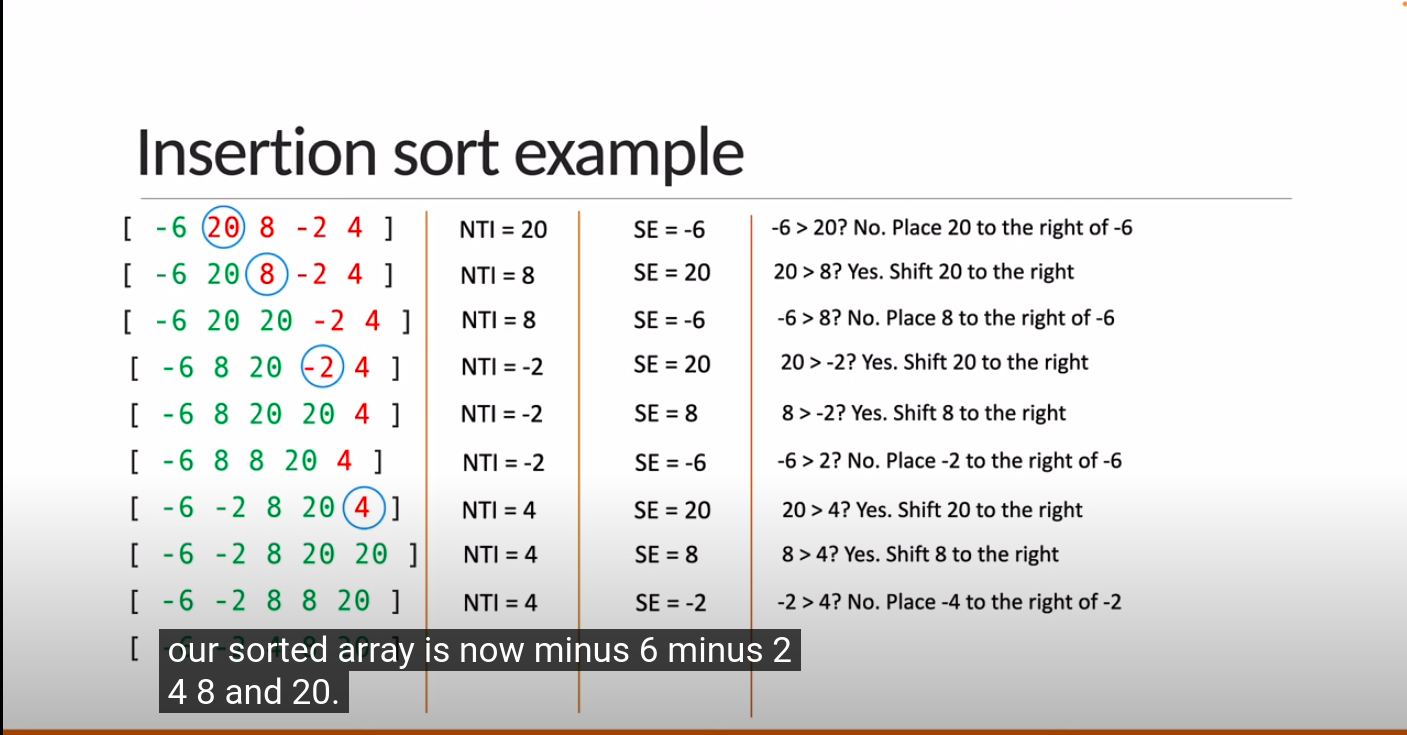 Insertion sort example
[ -6 20 8 -2 4 ] NTI = 20 SE = -6 -6 > 20? No. Place 20 to the right of -6
[ -6 20 8 -2 4 ] NTI = 8 SE = 20 20 > 8? Yes. Shift 20 to the right
[ -6 20 20 -2 4 ] NTI = 8 SE = -6 -6 > 8? No. Place 8 to the right of -6
[ -6 8 20 -2 4 ] NTI = -2 SE = 20 20 > -2? Yes. Shift 20 to the right
[ -6 8 20 20 4 ] NTI = -2 SE = 8 8 > -2? Yes. Shift 8 to the right
[ -6 8 8 20 4 ] NTI = -2 SE = -6 -6 > 2? No. Place -2 to the right of -6
[ -6 -2 8 20 4 ] NTI = 4 SE = 20 20 > 4? Yes. Shift 20 to the right
[ -6 -2 8 20 20 ] NTI = 4 SE = 8 8 > 4? Yes. Shift 8 to the right
[ -6 -2 8 8 20 ] NTI = 4 SE = -2 -2 > 4? No. Place -4 to the right of -2
[
our sorted array is now minus 6 minus 2
4 8 and 20.